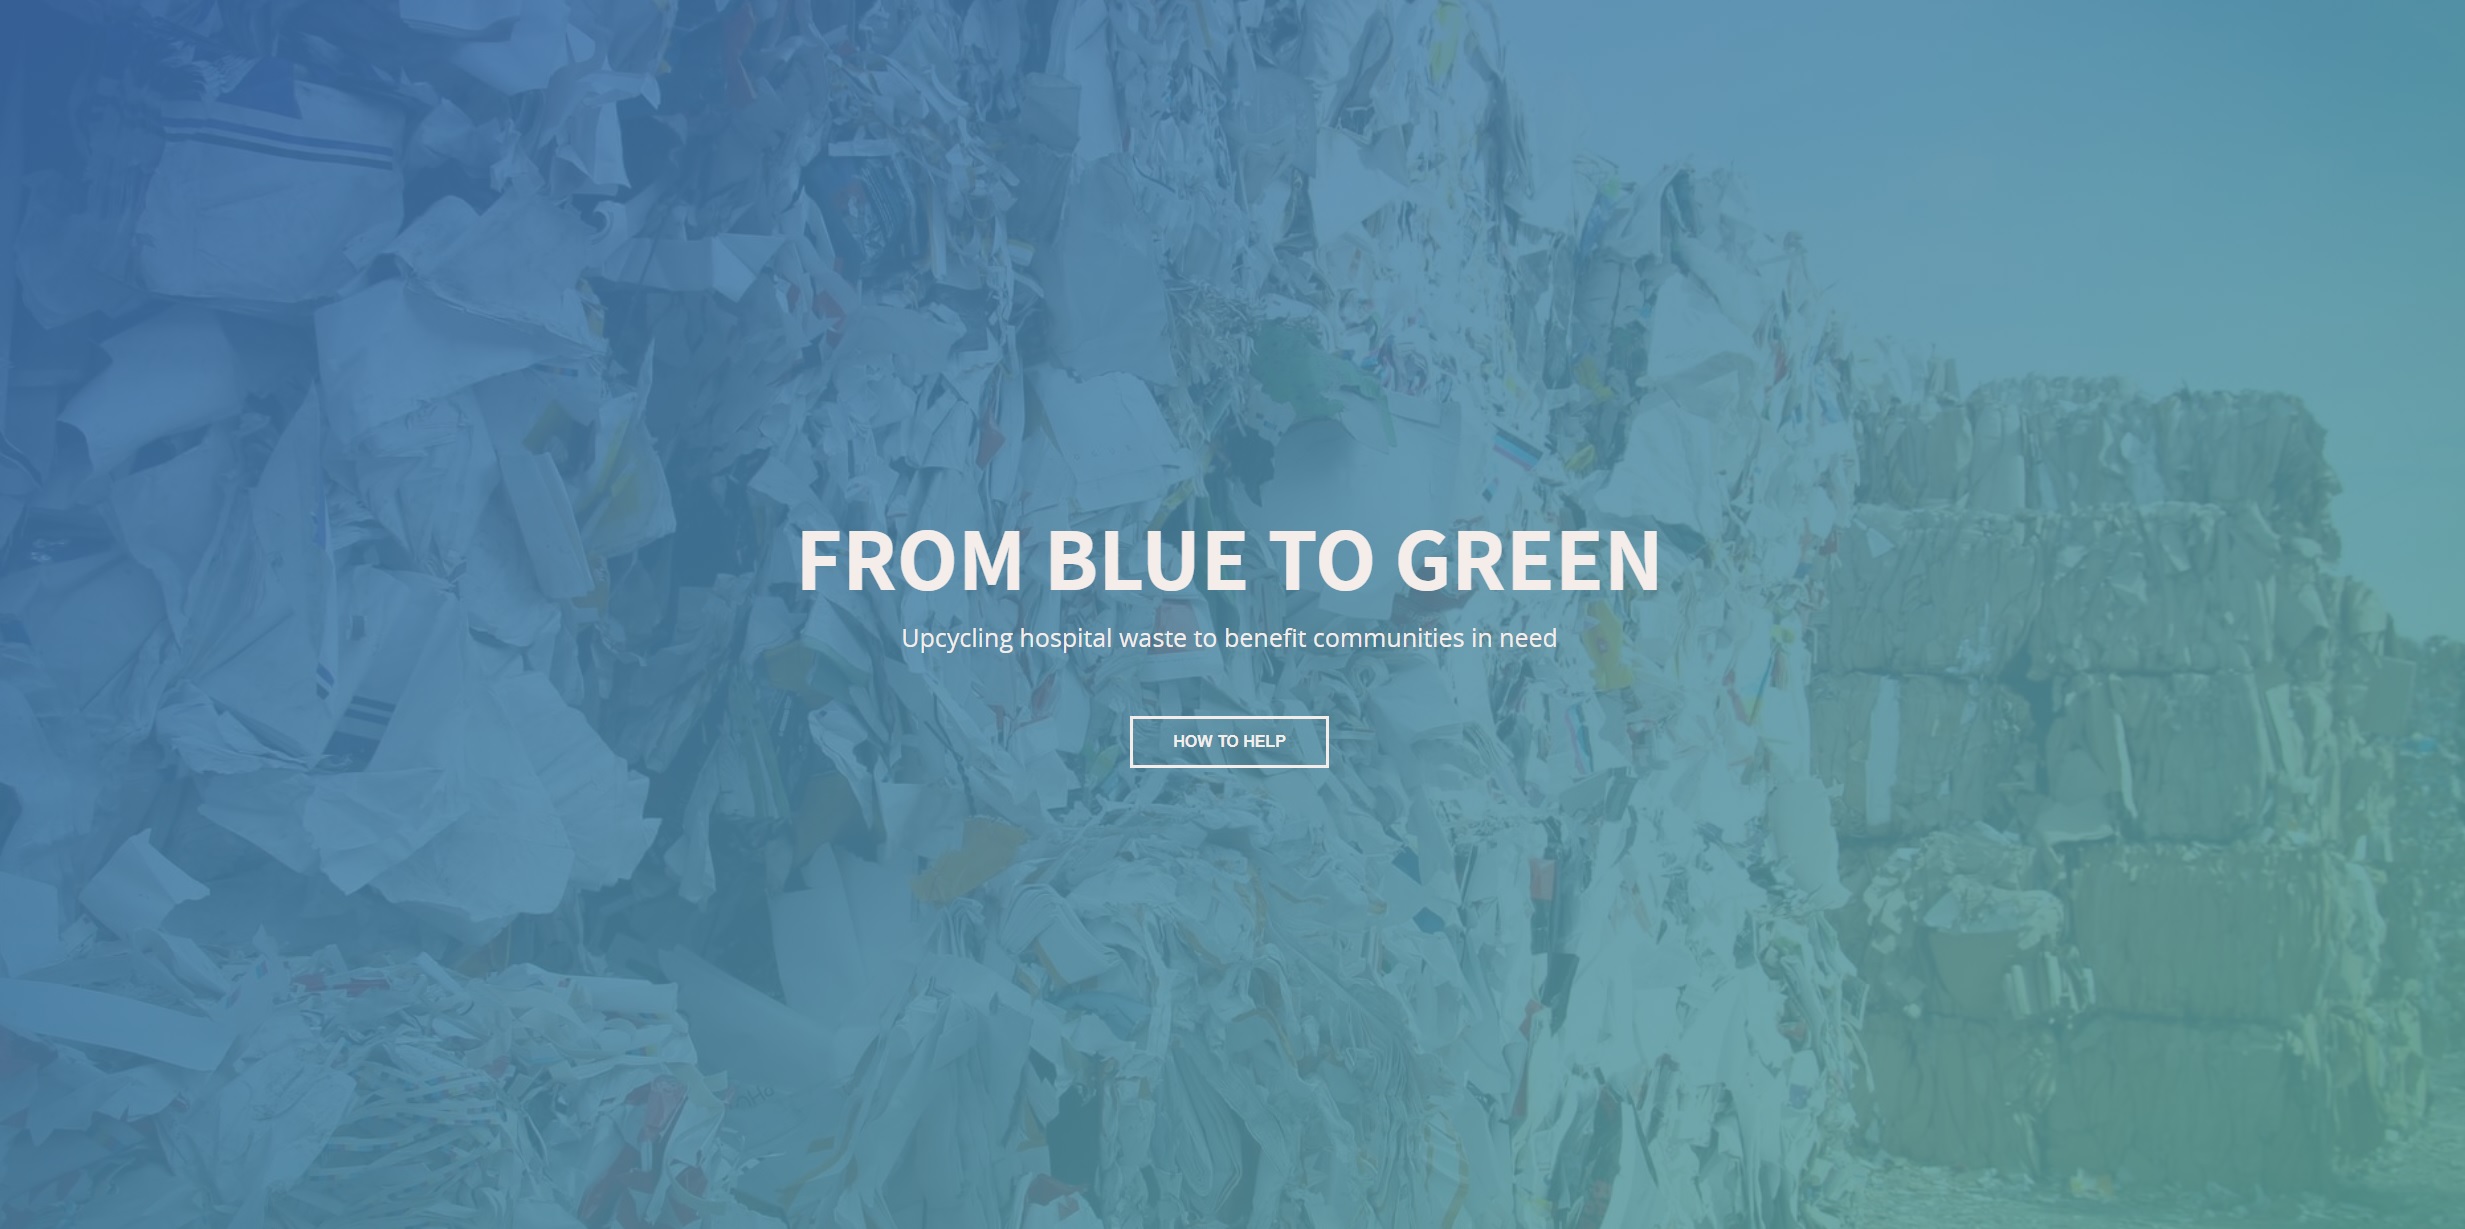 FROM BLUE TO GREEN
Upcycling hospital waste to benefit communities in need
HOW TO HELP